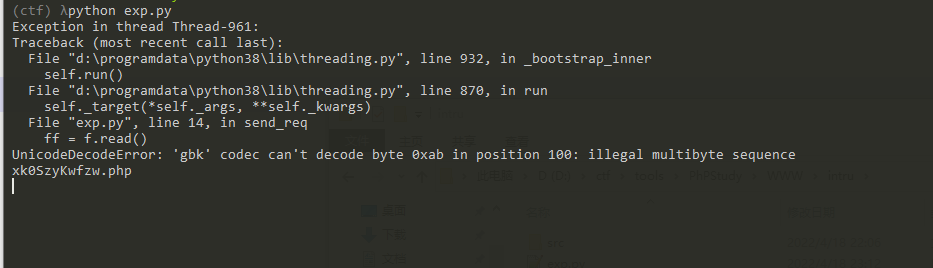 (ctf) λpython exp.py
Exception in thread Thread-961:
Traceback (most recent call last):
  File "d:\programdata\python38\lib\threading.py", line 932, in _bootstrap_inner
    self.run()
  File "d:\programdata\python38\lib\threading.py", line 870, in run
    self._target(*self._args, **self._kwargs)
  File "exp.py", line 14, in send_req
    ff = f.read()
UnicodeDecodeError: 'gbk' codec can't decode byte 0xab in position 100: illegal multibyte sequence
xk0SzyKwfzw.php